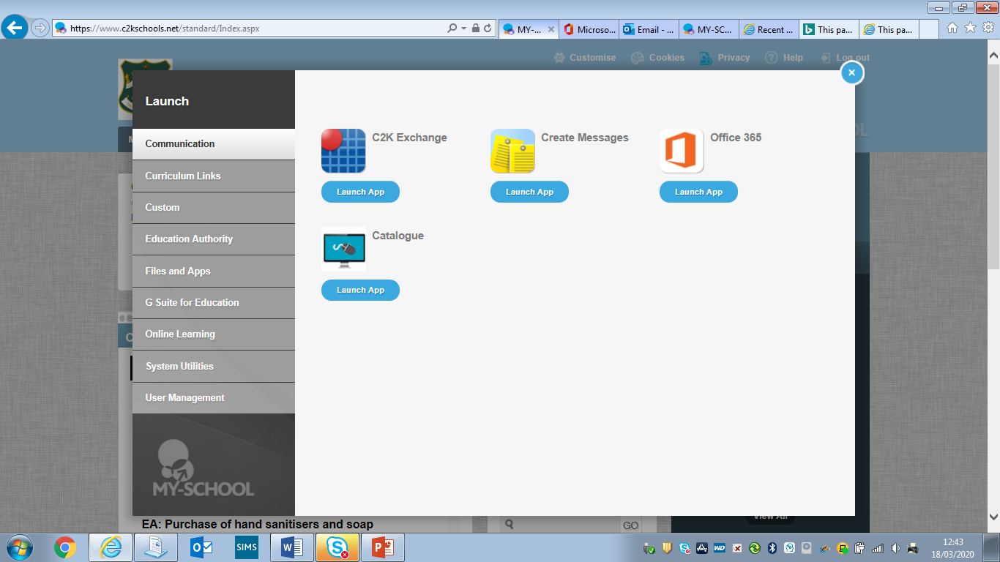 https://www.c2kschools.net/standard/Index.aspx
MY-...
Microso...
Email - ...
MY-SC...
Recent ...
This pa...
This pa...
Customise
Cookies
Privacy
Help
Log out
Launch
Communication
Curriculum Links
Custom
Education Authority
Files and Apps
G Suite for Education
Online Learning
System Utilities
User Management
MY-SCHOOL
C2K Exchange
Launch App
Create Messages
Launch App
Office 365
Launch App
Catalogue
Launch App
EA: Purchase of hand sanitisers and soap
GO
View All
SIMS
12:43
18/03/2020